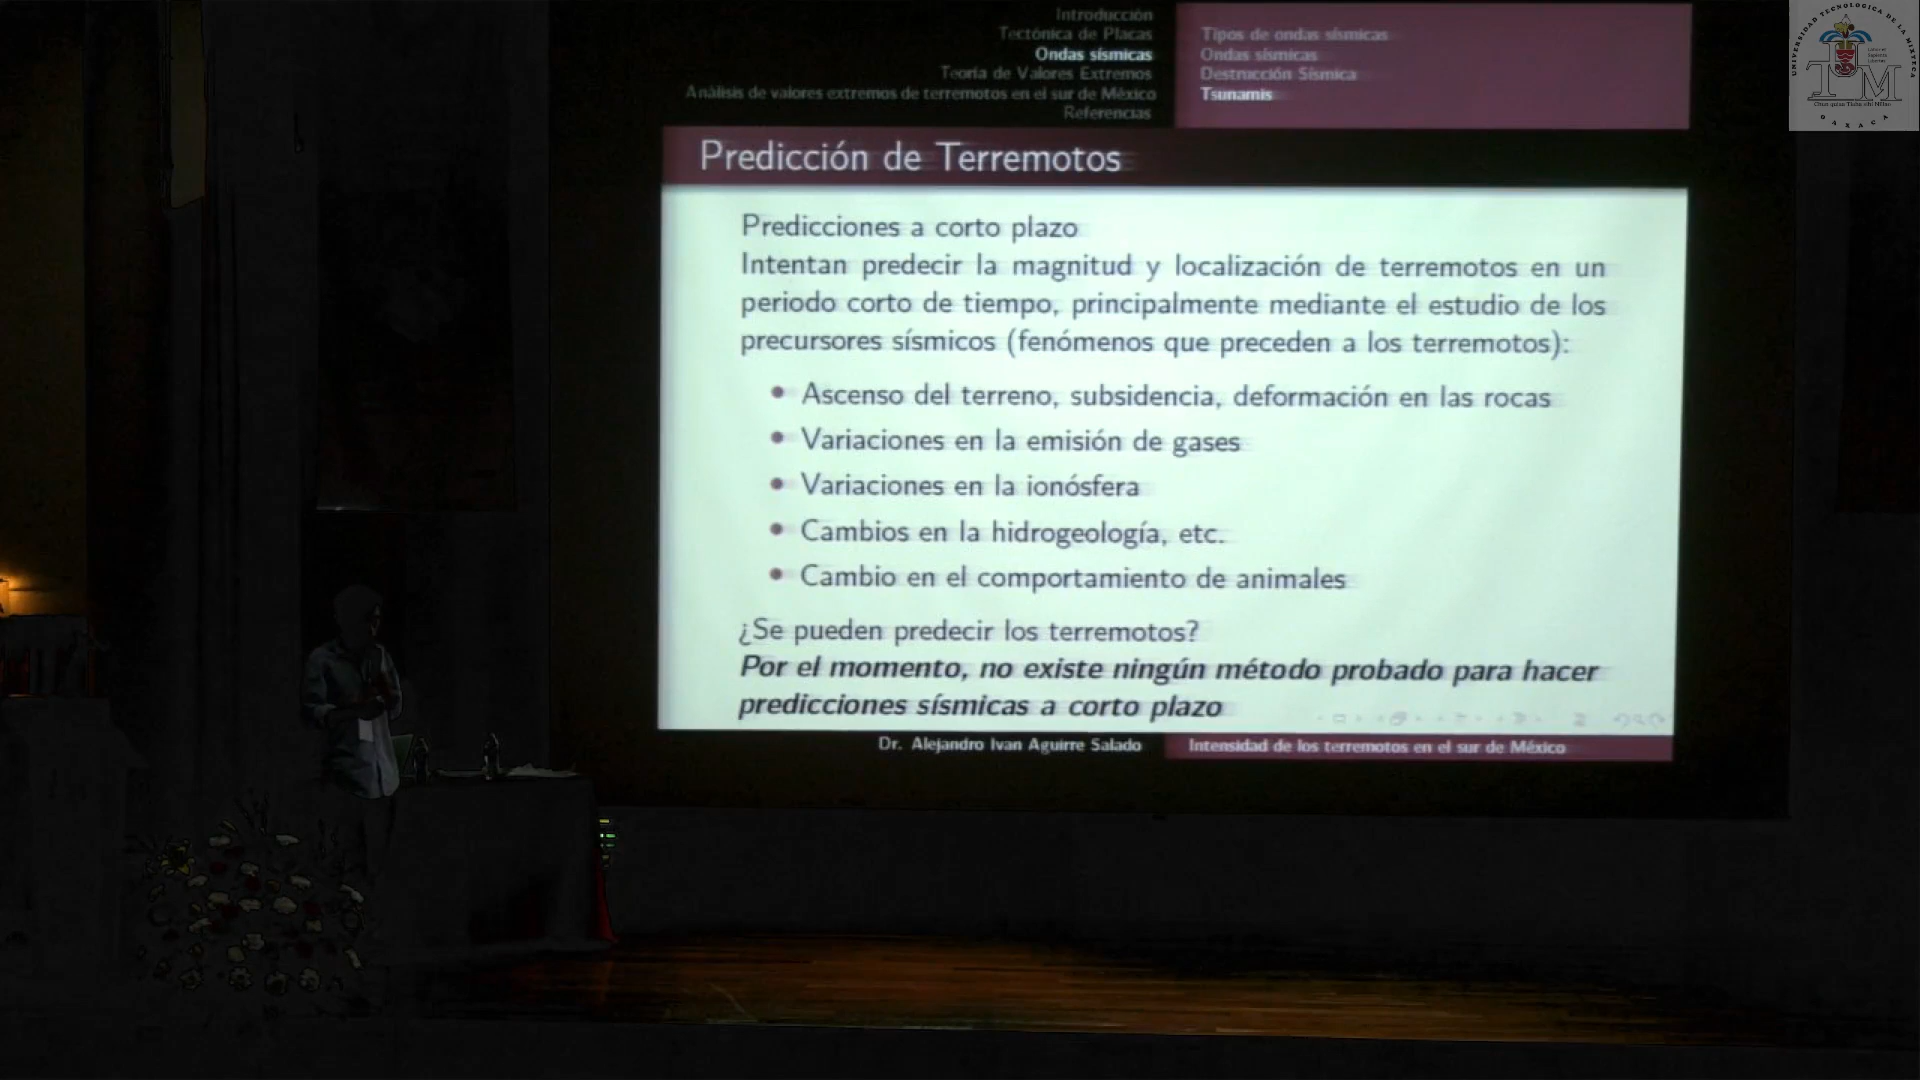 Introducción
Tectónica de Placas
Ondas sísmicas
Teoría de Valores Extremos
Análisis de valores extremos de terremotos en el sur de México
Referencias
Tipos de ondas sísmicas
Ondas sísmicas
Destrucción Sísmica
Tsunamis
UNIVERSIDAD TECNOLOGICA DE LA MIXTECA
OAXACA
Predicción de Terremotos
Predicciones a corto plazo
Intentan predecir la magnitud y localización de terremotos en un
periodo corto de tiempo, principalmente mediante el estudio de los
precursores sísmicos (fenómenos que preceden a los terremotos):
• Ascenso del terreno, subsidencia, deformación en las rocas
• Variaciones en la emisión de gases
• Variaciones en la ionósfera
• Cambios en la hidrogeología, etc.
• Cambio en el comportamiento de animales
¿Se pueden predecir los terremotos?
Por el momento, no existe ningún método probado para hacer
predicciones sísmicas a corto plazo
Dr. Alejandro Ivan Aguirre Salado
Intensidad de los terremotos en el sur de México